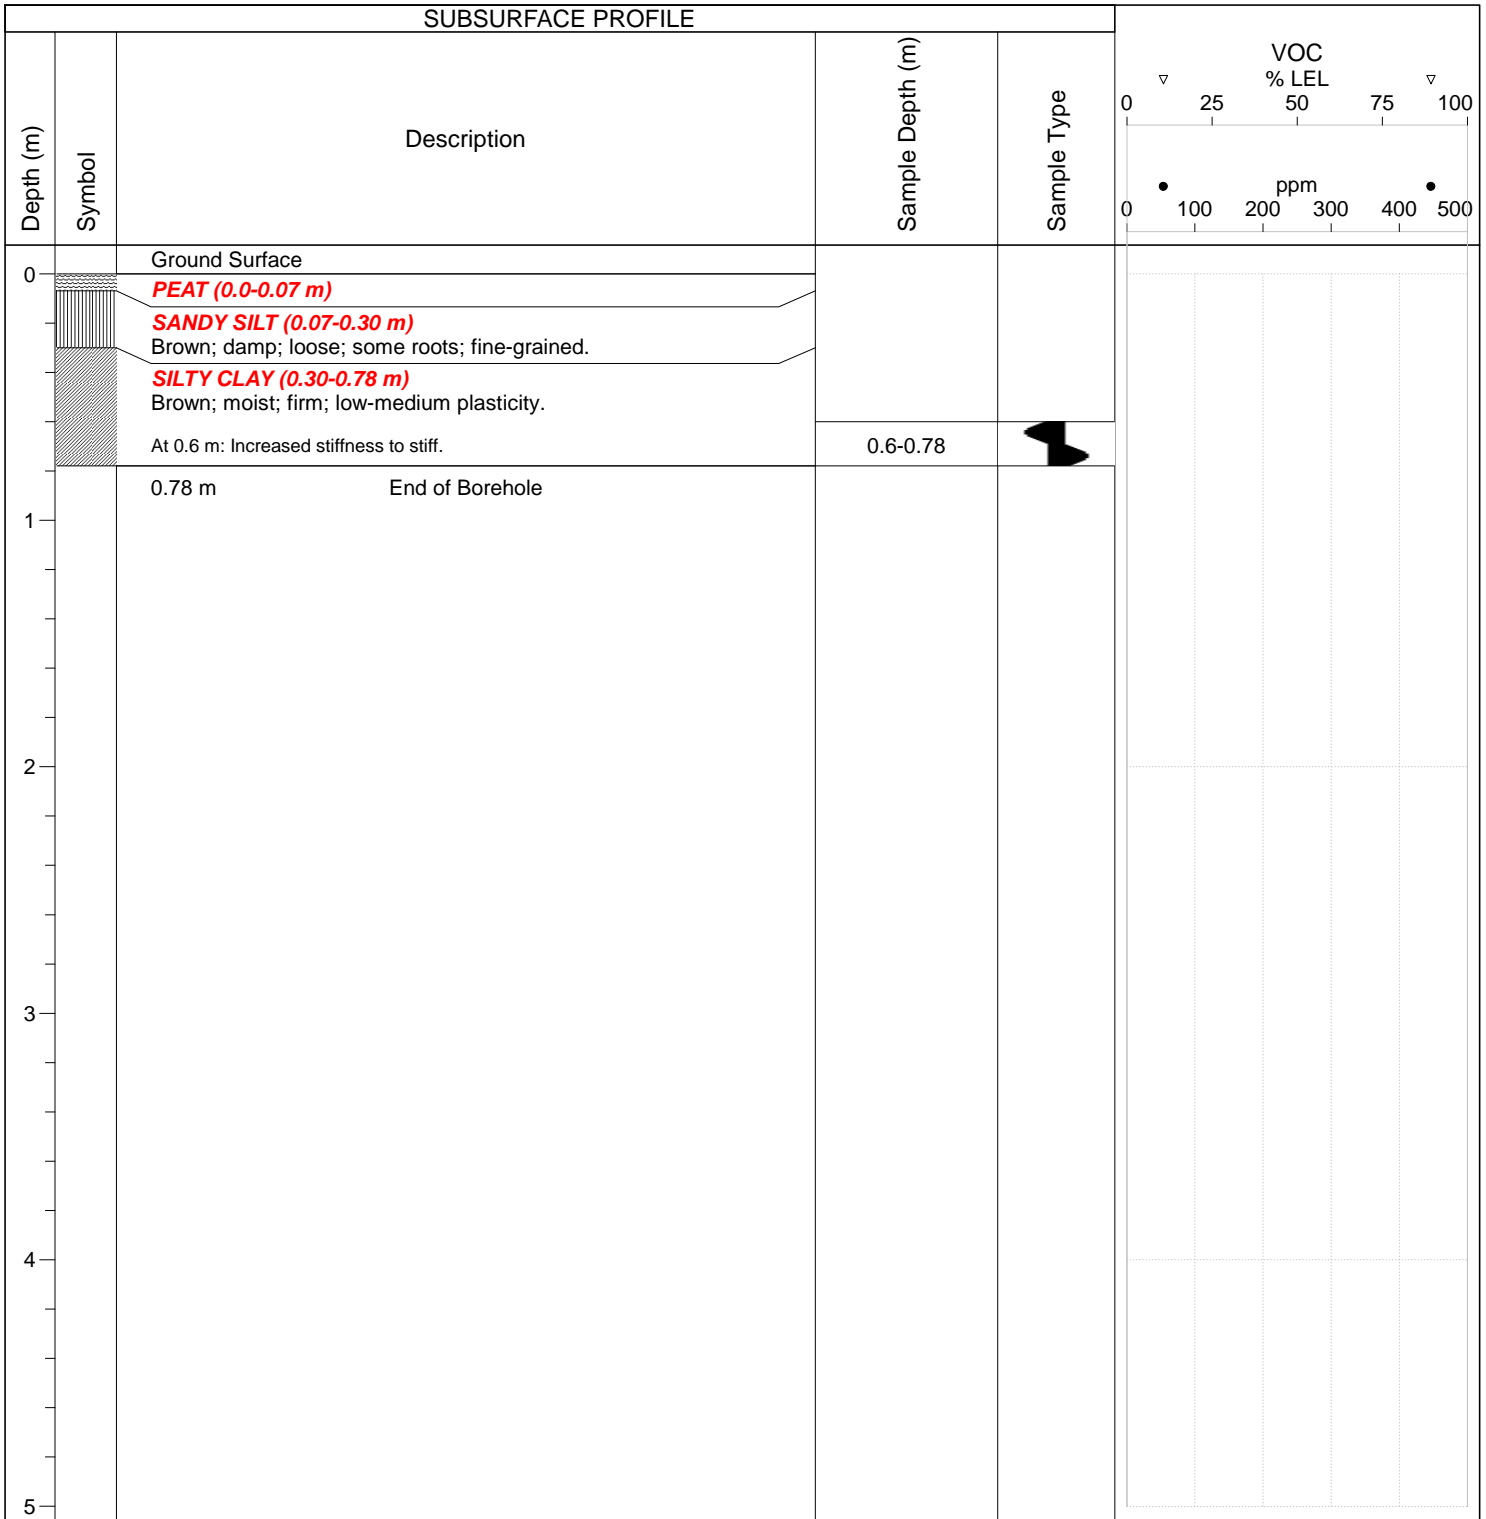 SUBSURFACE PROFILE
Depth (m)
Symbol
Description
Sample Depth (m)
Sample Type
VOC
% LEL
0 25 50 75 100
ppm
0 100 200 300 400 500
Ground Surface
0
PEAT (0.0-0.07 m)
SANDY SILT (0.07-0.30 m)
Brown; damp; loose; some roots; fine-grained.
SILTY CLAY (0.30-0.78 m)
Brown; moist; firm; low-medium plasticity.
At 0.6 m: Increased stiffness to stiff.
0.6-0.78
0.78 m End of Borehole
1
2
3
4
5